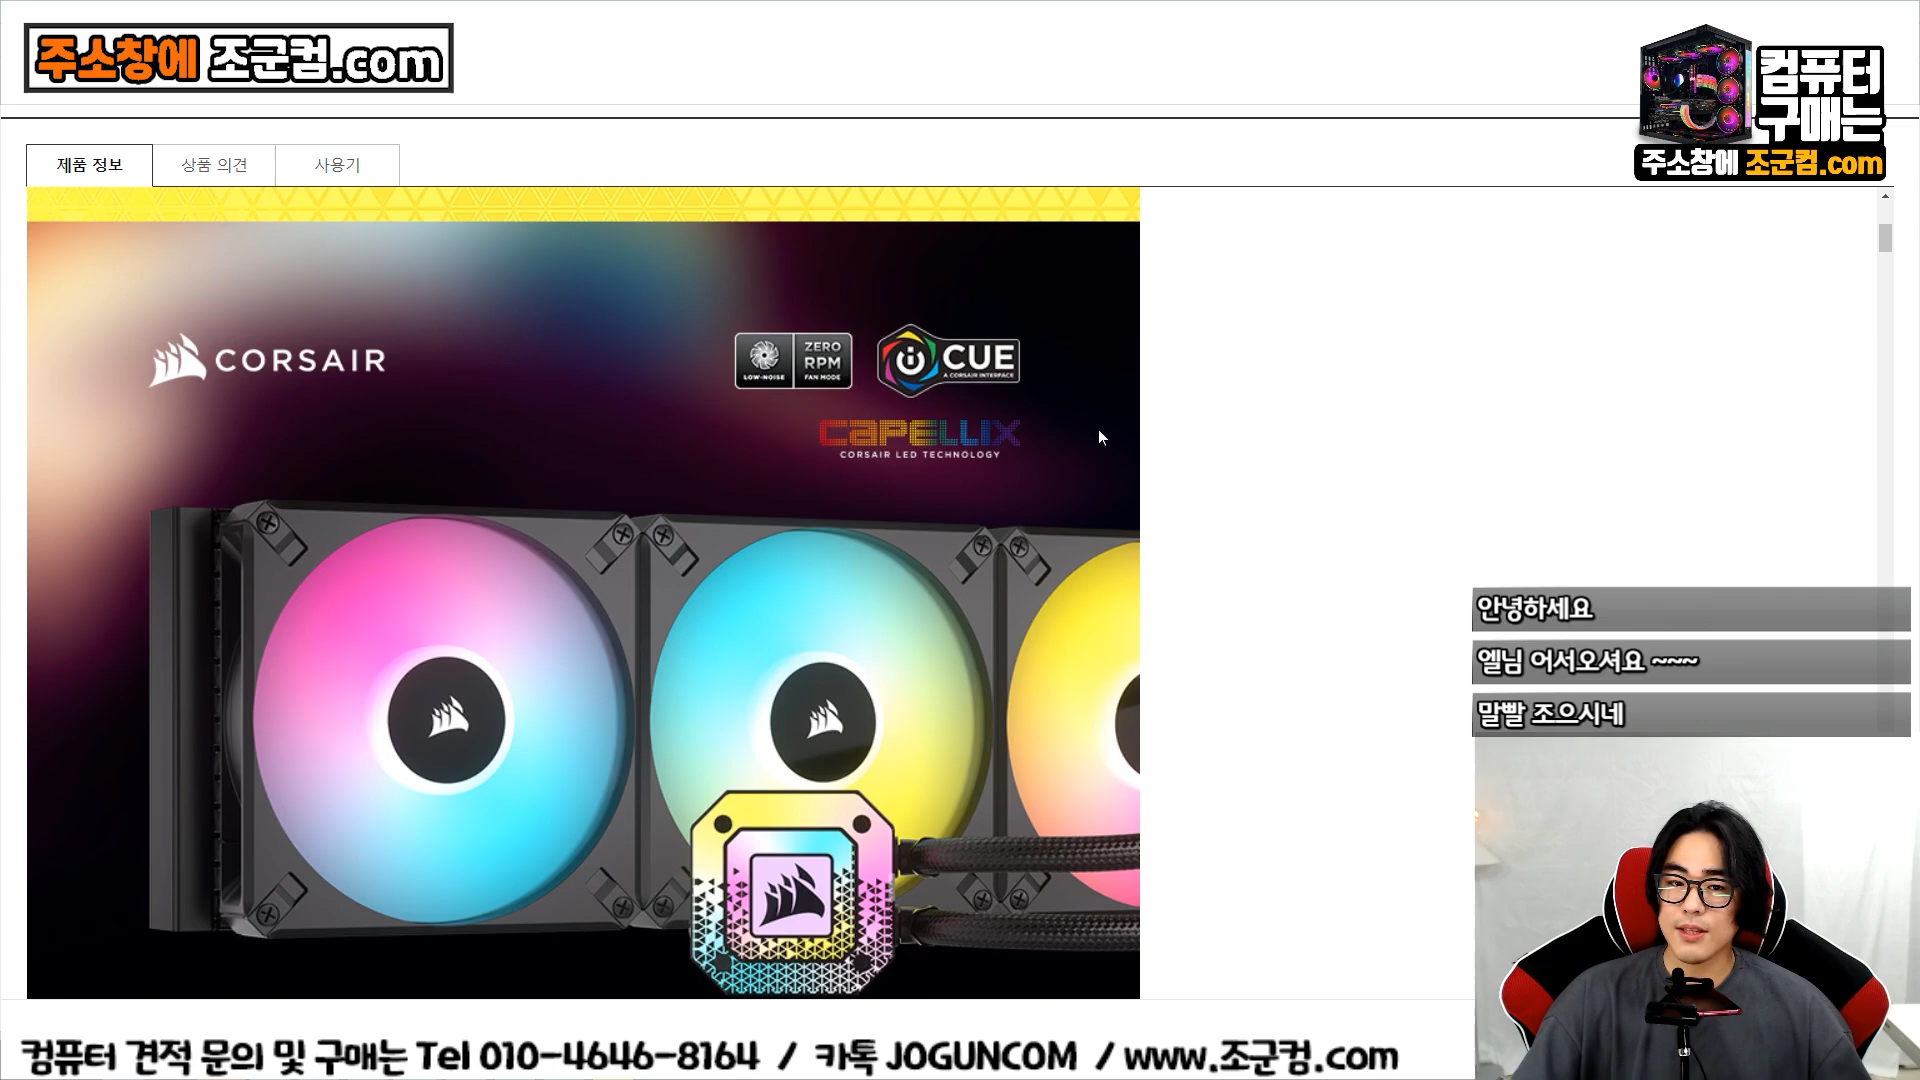 주소창에 조군컴.com
컴퓨터
구매는
주소창에 조군컴.com
제품 정보
상품 의견
사용기
CORSAIR
LOW-NOISE
ZERO
RPM
FAN MODE
iCUE
A CORSAIR INTERFACE
CAPELLIX
CORSAIR LED TECHNOLOGY
안녕하세요
엘님 어서오셔요 ~~~
말빨 조으시네
컴퓨터 견적 문의 및 구매는 Tel 010-4646-8164 / 카톡 JOGUNCOM / www.조군컴.com